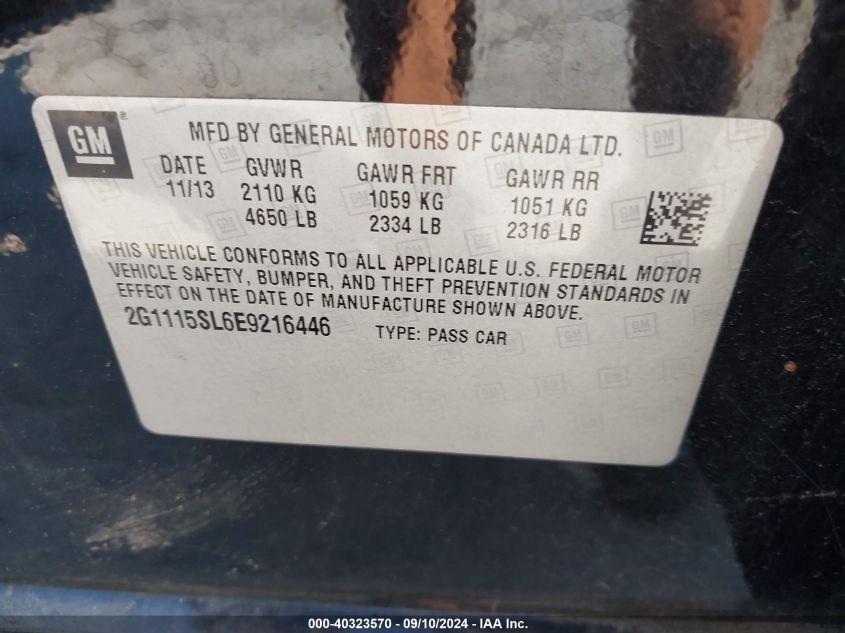 GM
MFD BY GENERAL MOTORS OF CANADA LTD.
DATE GVWR GAWR FRT GAWR RR
11/13 2110 KG 1059 KG 1051 KG
4650 LB 2334 LB 2316 LB
THIS VEHICLE CONFORMS TO ALL APPLICABLE U.S. FEDERAL MOTOR
VEHICLE SAFETY, BUMPER, AND THEFT PREVENTION STANDARDS IN
EFFECT ON THE DATE OF MANUFACTURE SHOWN ABOVE.
2G1115SL6E9216446 TYPE: PASS CAR
000-40323570 - 09/10/2024 - IAA Inc.